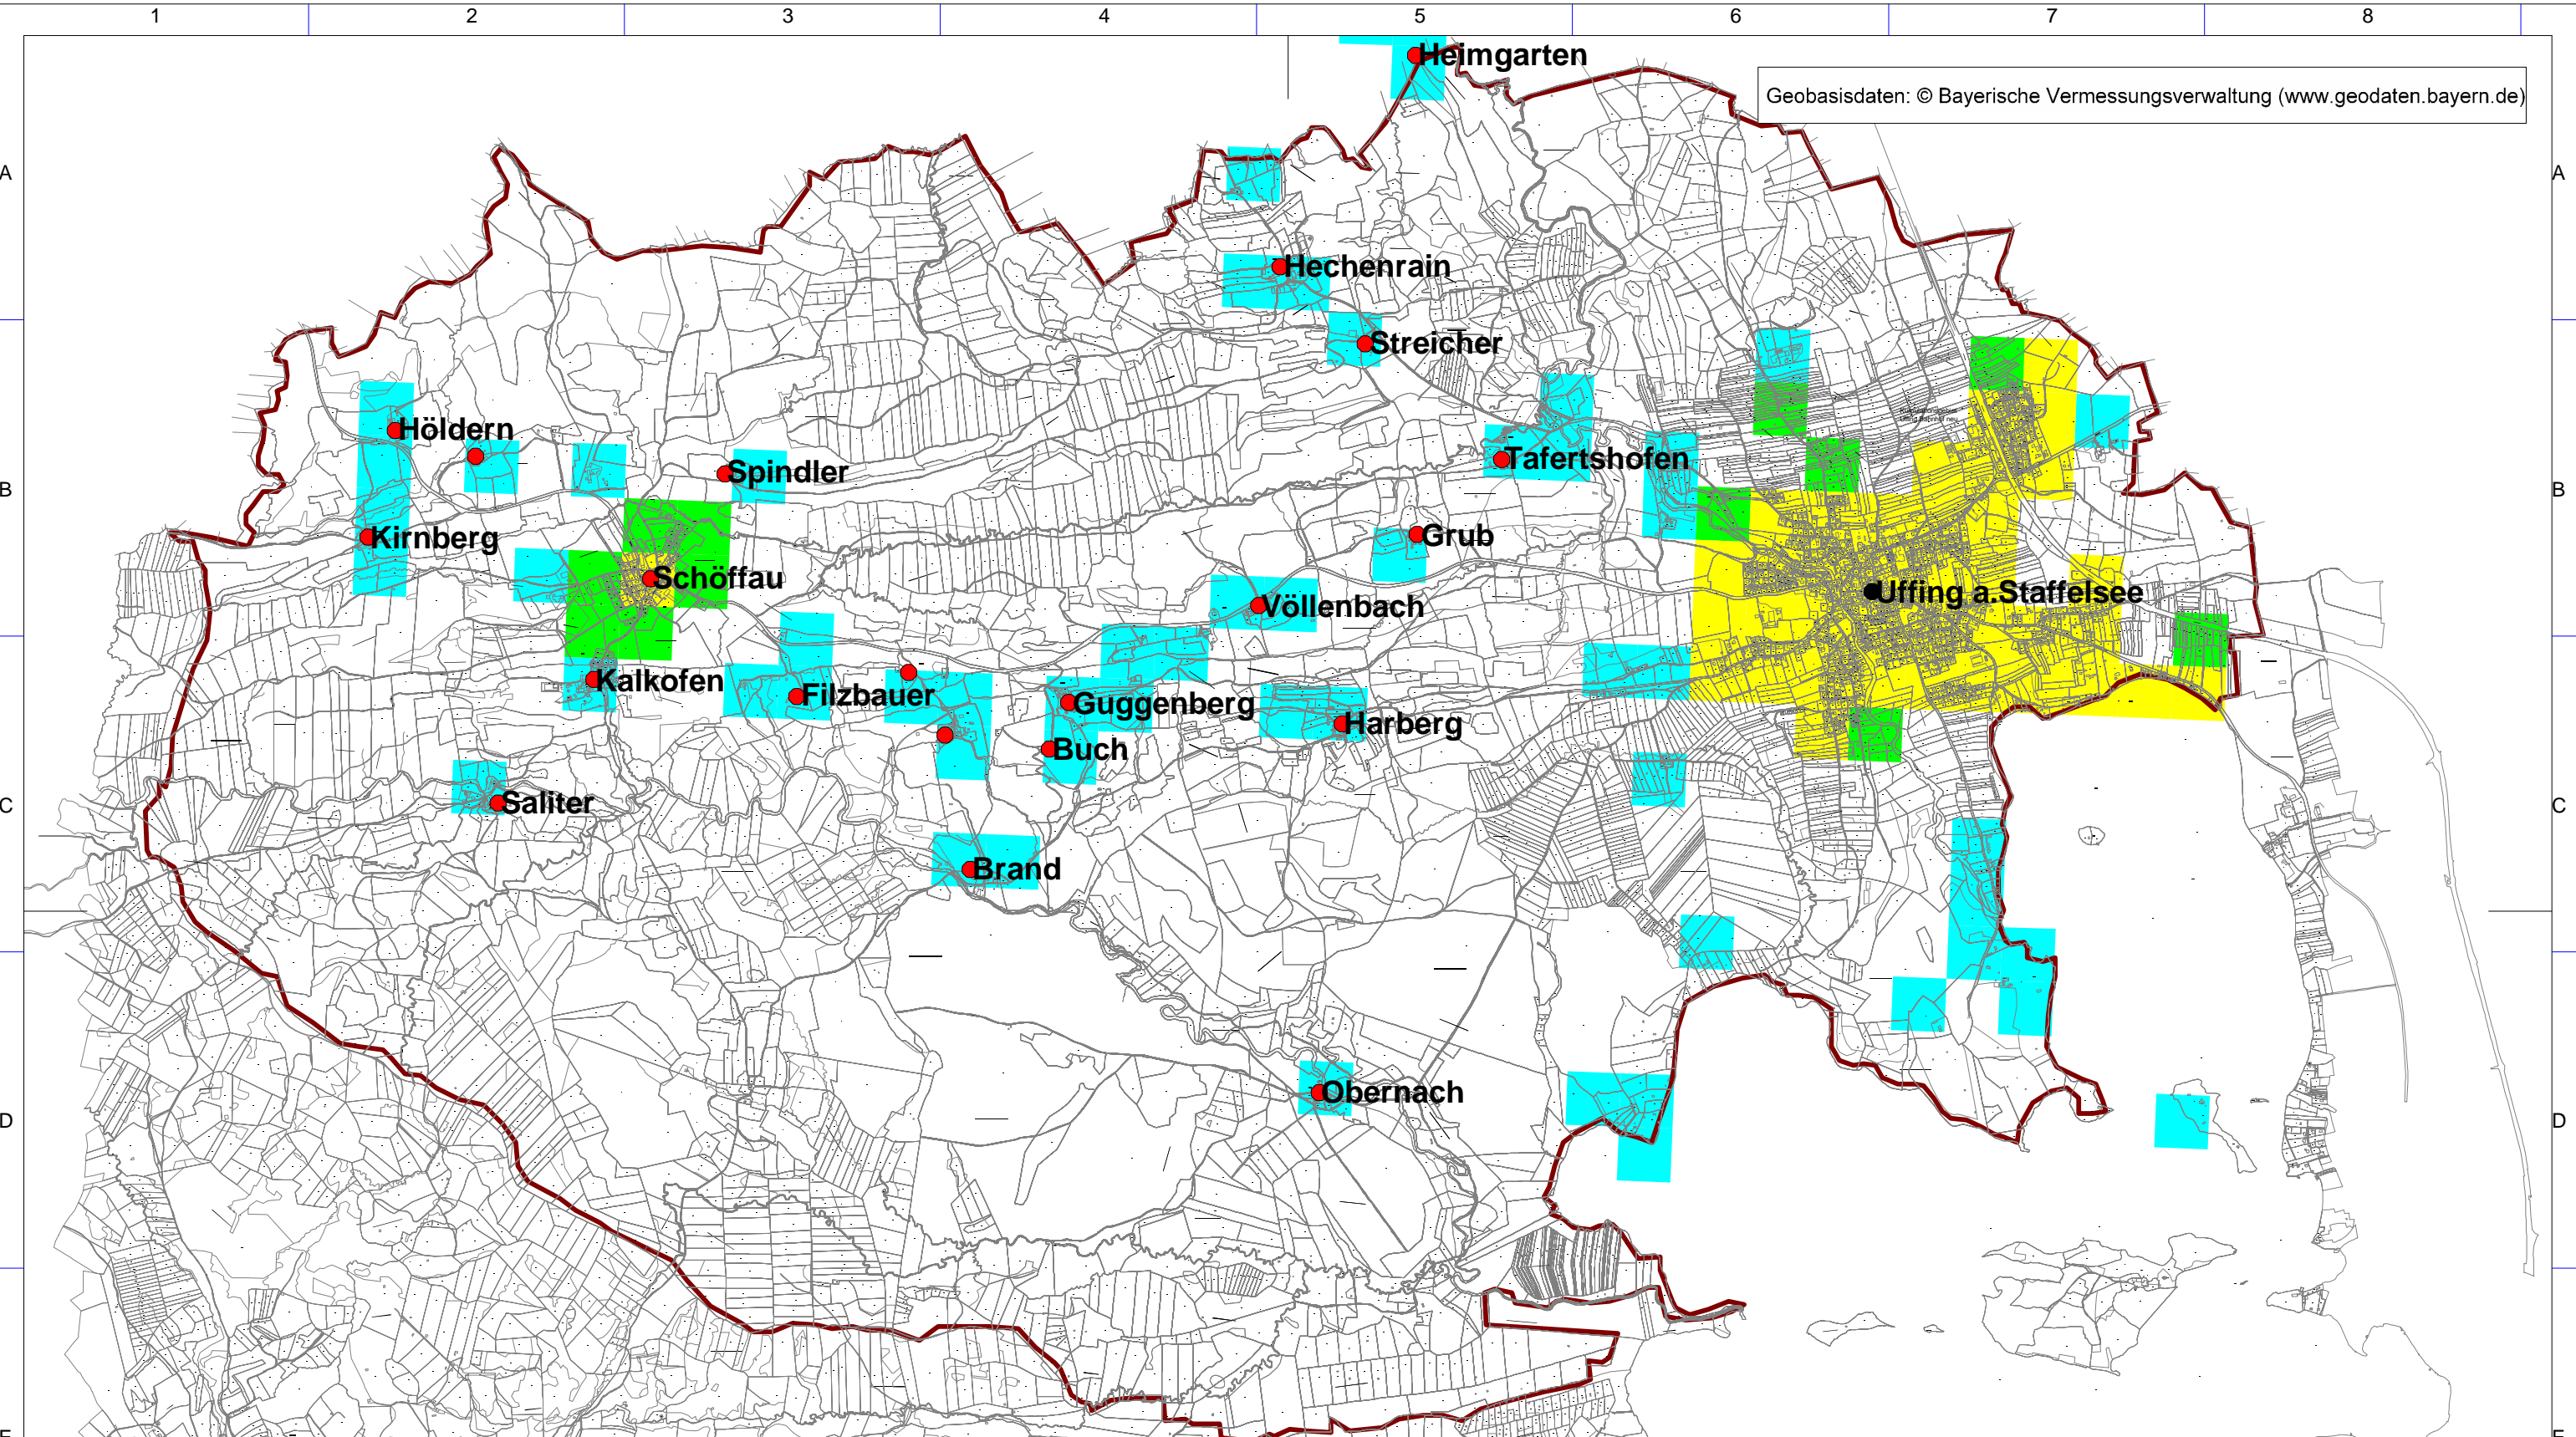 1 2 3 4 5 6 7 8
Heimgarten
Geobasisdaten: © Bayerische Vermessungsverwaltung (www.geodaten.bayern.de)
A A
Hechenrain
Streicher
Höldern
Tafertshofen
Spindler
B B
Grub
Kirnberg
Schöffau
Uffing a.Staffelsee
Völlenbach
Kalkofen
Filzbauer
Guggenberg
Harberg
Buch
Saliter
C C
Brand
Obernach
D D